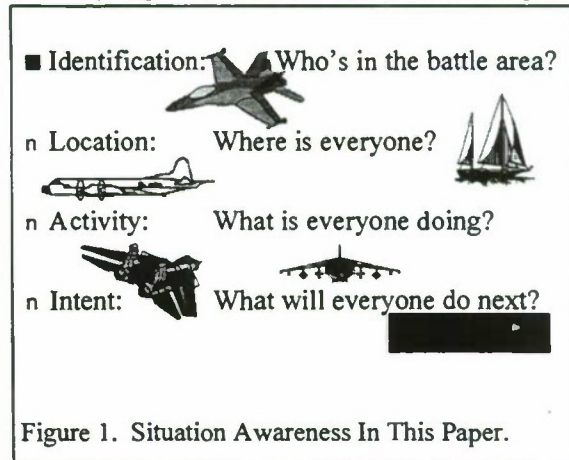 ■ Identification: Who's in the battle area?
n Location: Where is everyone?
n Activity: What is everyone doing?
n Intent: What will everyone do next?
Figure 1. Situation Awareness In This Paper.